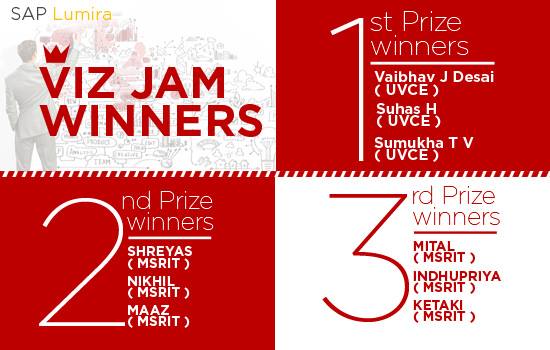 SAP Lumira
VIZ JAM
WINNERS
1st Prize
winners
Vaibhav J Desai
( UVCE )
Suhas H
( UVCE )
Sumukha T V
( UVCE )
2nd Prize
winners
SHREYAS
( MSRIT )
NIKHIL
( MSRIT )
MAAZ
( MSRIT )
3rd Prize
winners
MITAL
( MSRIT )
INDHUPRIYA
( MSRIT )
KETAKI
( MSRIT )